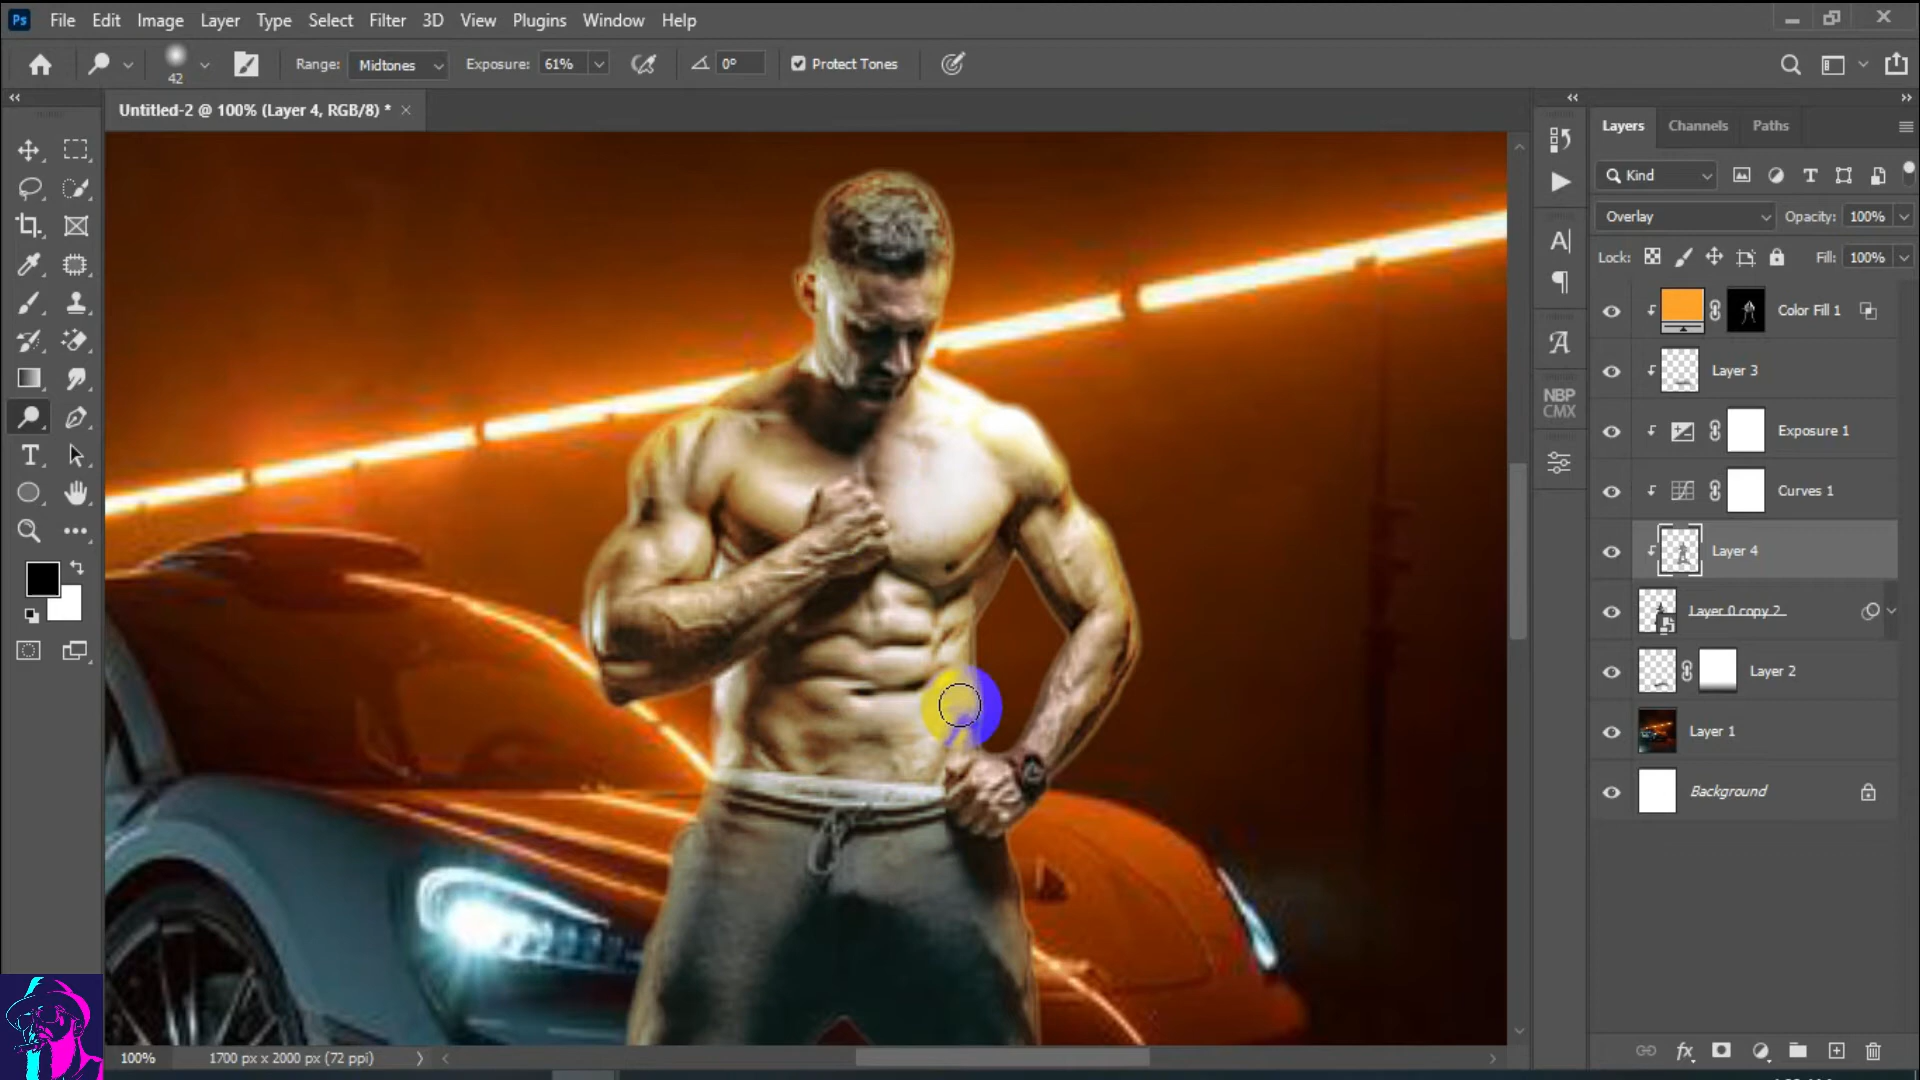 Ps File Edit Image Layer Type Select Filter 3D View Plugins Window Help
42 Range: Midtones Exposure: 61% 0° Protect Tones
Untitled-2 @ 100% (Layer 4, RGB/8) * ×
Layers Channels Paths
Kind
Overlay Opacity: 100%
Lock: Fill: 100%
Color Fill 1
Layer 3
NBP
CMX
Exposure 1
Curves 1
Layer 4
Layer 0 copy 2
Layer 2
Layer 1
Background
100% 1700 px x 2000 px (72 ppi)
fx